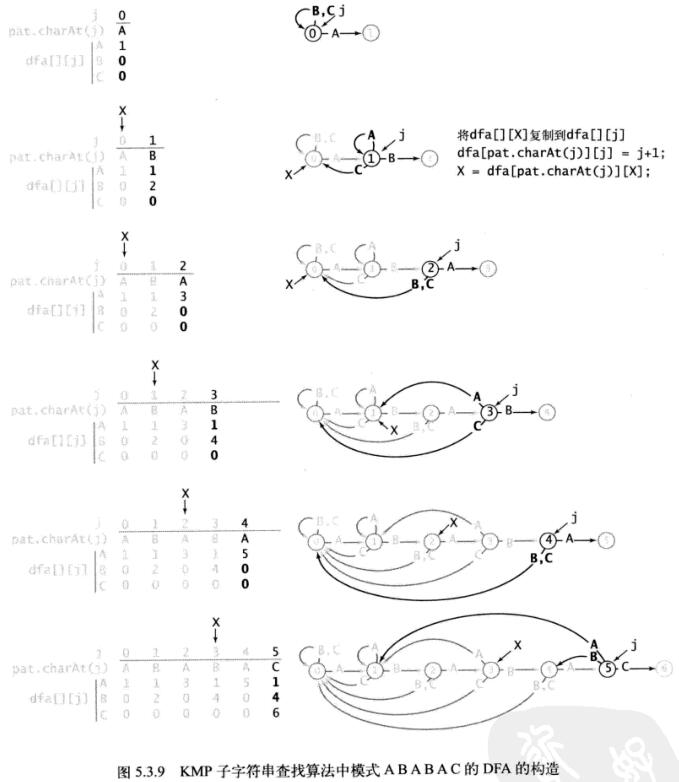 j 0
pat.charAt(j) A
A 1
dfa[][j] B 0
C 0
B,C j
0 A 1
X
j 0 1
pat.charAt(j) A B
A 1 1
dfa[][j] B 0 2
C 0 0
B,C A j
0 A 1 B 2
X C
将dfa[][X]复制到dfa[][j]
dfa[pat.charAt(j)][j] = j+1;
X = dfa[pat.charAt(j)][X];
X
j 0 1 2
pat.charAt(j) A B A
A 1 1 3
dfa[][j] B 0 2 0
C 0 0 0
B,C A j
0 A 1 B 2 A 3
X C B,C
X
j 0 1 2 3
pat.charAt(j) A B A B
A 1 1 3 1
dfa[][j] B 0 2 0 4
C 0 0 0 0
B,C A A j
0 A 1 B 2 A 3 B 4
C X B,C C
X
j 0 1 2 3 4
pat.charAt(j) A B A B A
A 1 1 3 1 5
dfa[][j] B 0 2 0 4 0
C 0 0 0 0 0
B,C A X A j
0 A 1 B 2 A 3 B 4 A 5
C B,C C B,C
X
j 0 1 2 3 4 5
pat.charAt(j) A B A B A C
A 1 1 3 1 5 1
dfa[][j] B 0 2 0 4 0 4
C 0 0 0 0 0 6
B,C A A X A j
0 A 1 B 2 A 3 B 4 A B 5 C 6
C B,C C B,C
图 5.3.9 KMP 子字符串查找算法中模式 A B A B A C 的 DFA 的构造